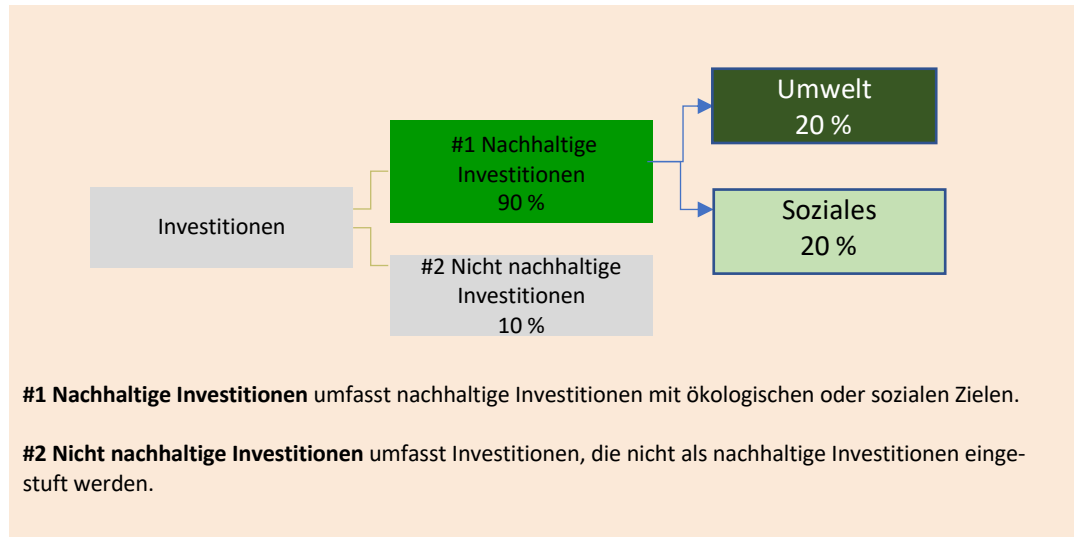 Umwelt
20 %
#1 Nachhaltige
Investitionen
90 %
Soziales
20 %
Investitionen
#2 Nicht nachhaltige
Investitionen
10 %
#1 Nachhaltige Investitionen umfasst nachhaltige Investitionen mit ökologischen oder sozialen Zielen.
#2 Nicht nachhaltige Investitionen umfasst Investitionen, die nicht als nachhaltige Investitionen einge-
stuft werden.